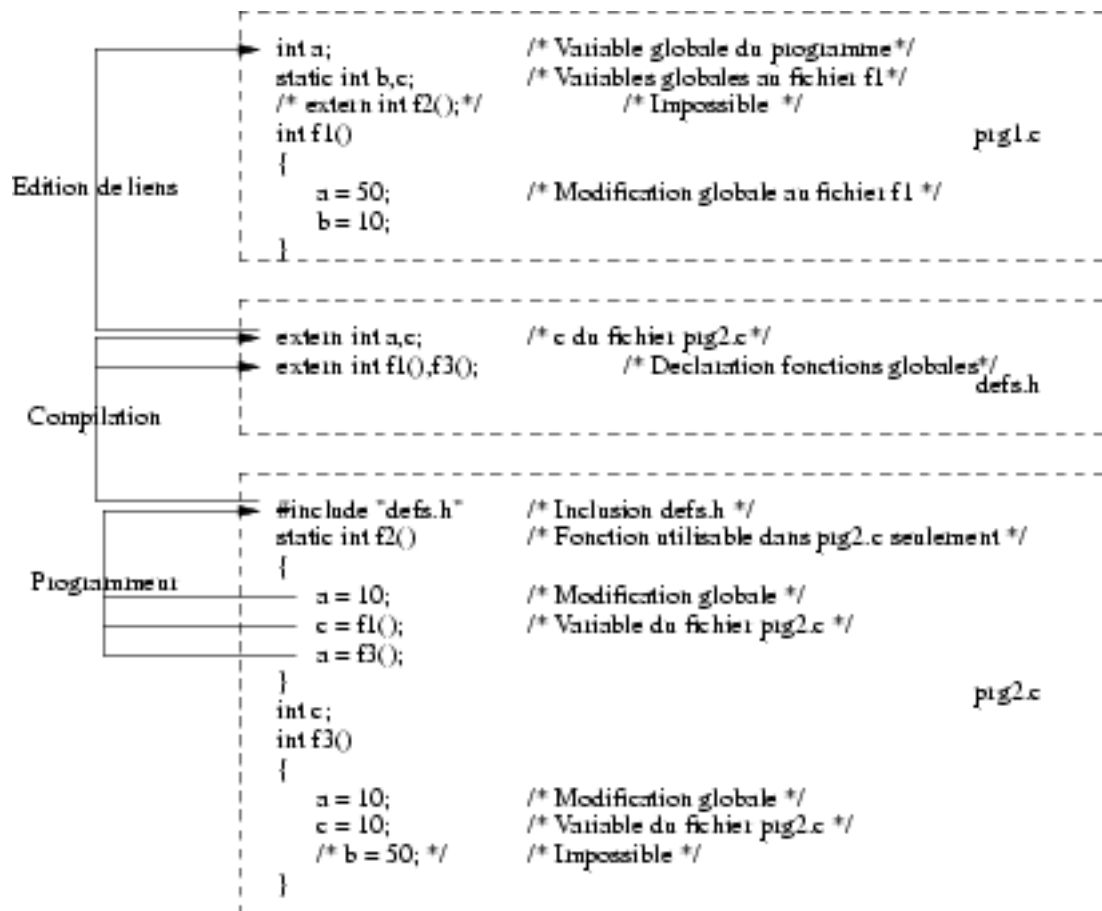 int a; /* Variable globale du programme*/
static int b,c; /* Variables globales au fichier f1*/
/* extern int f2();*/ /* Impossible */
int f1() prg1.c
{
Edition de liens
a = 50; /* Modification globale au fichier f1 */
b = 10;
}
extern int a,c; /* c du fichier prg2.c*/
extern int f1(),f3(); /* Declaration fonctions globales*/
defs.h
Compilation
#include "defs.h" /* Inclusion defs.h */
static int f2() /* Fonction utilisable dans prg2.c seulement */
{
Programmeur
a = 10; /* Modification globale */
c = f1(); /* Variable du fichier prg2.c */
a = f3();
}
prg2.c
int c;
int f3()
{
a = 10; /* Modification globale */
c = 10; /* Variable du fichier prg2.c */
/* b = 50; */ /* Impossible */
}